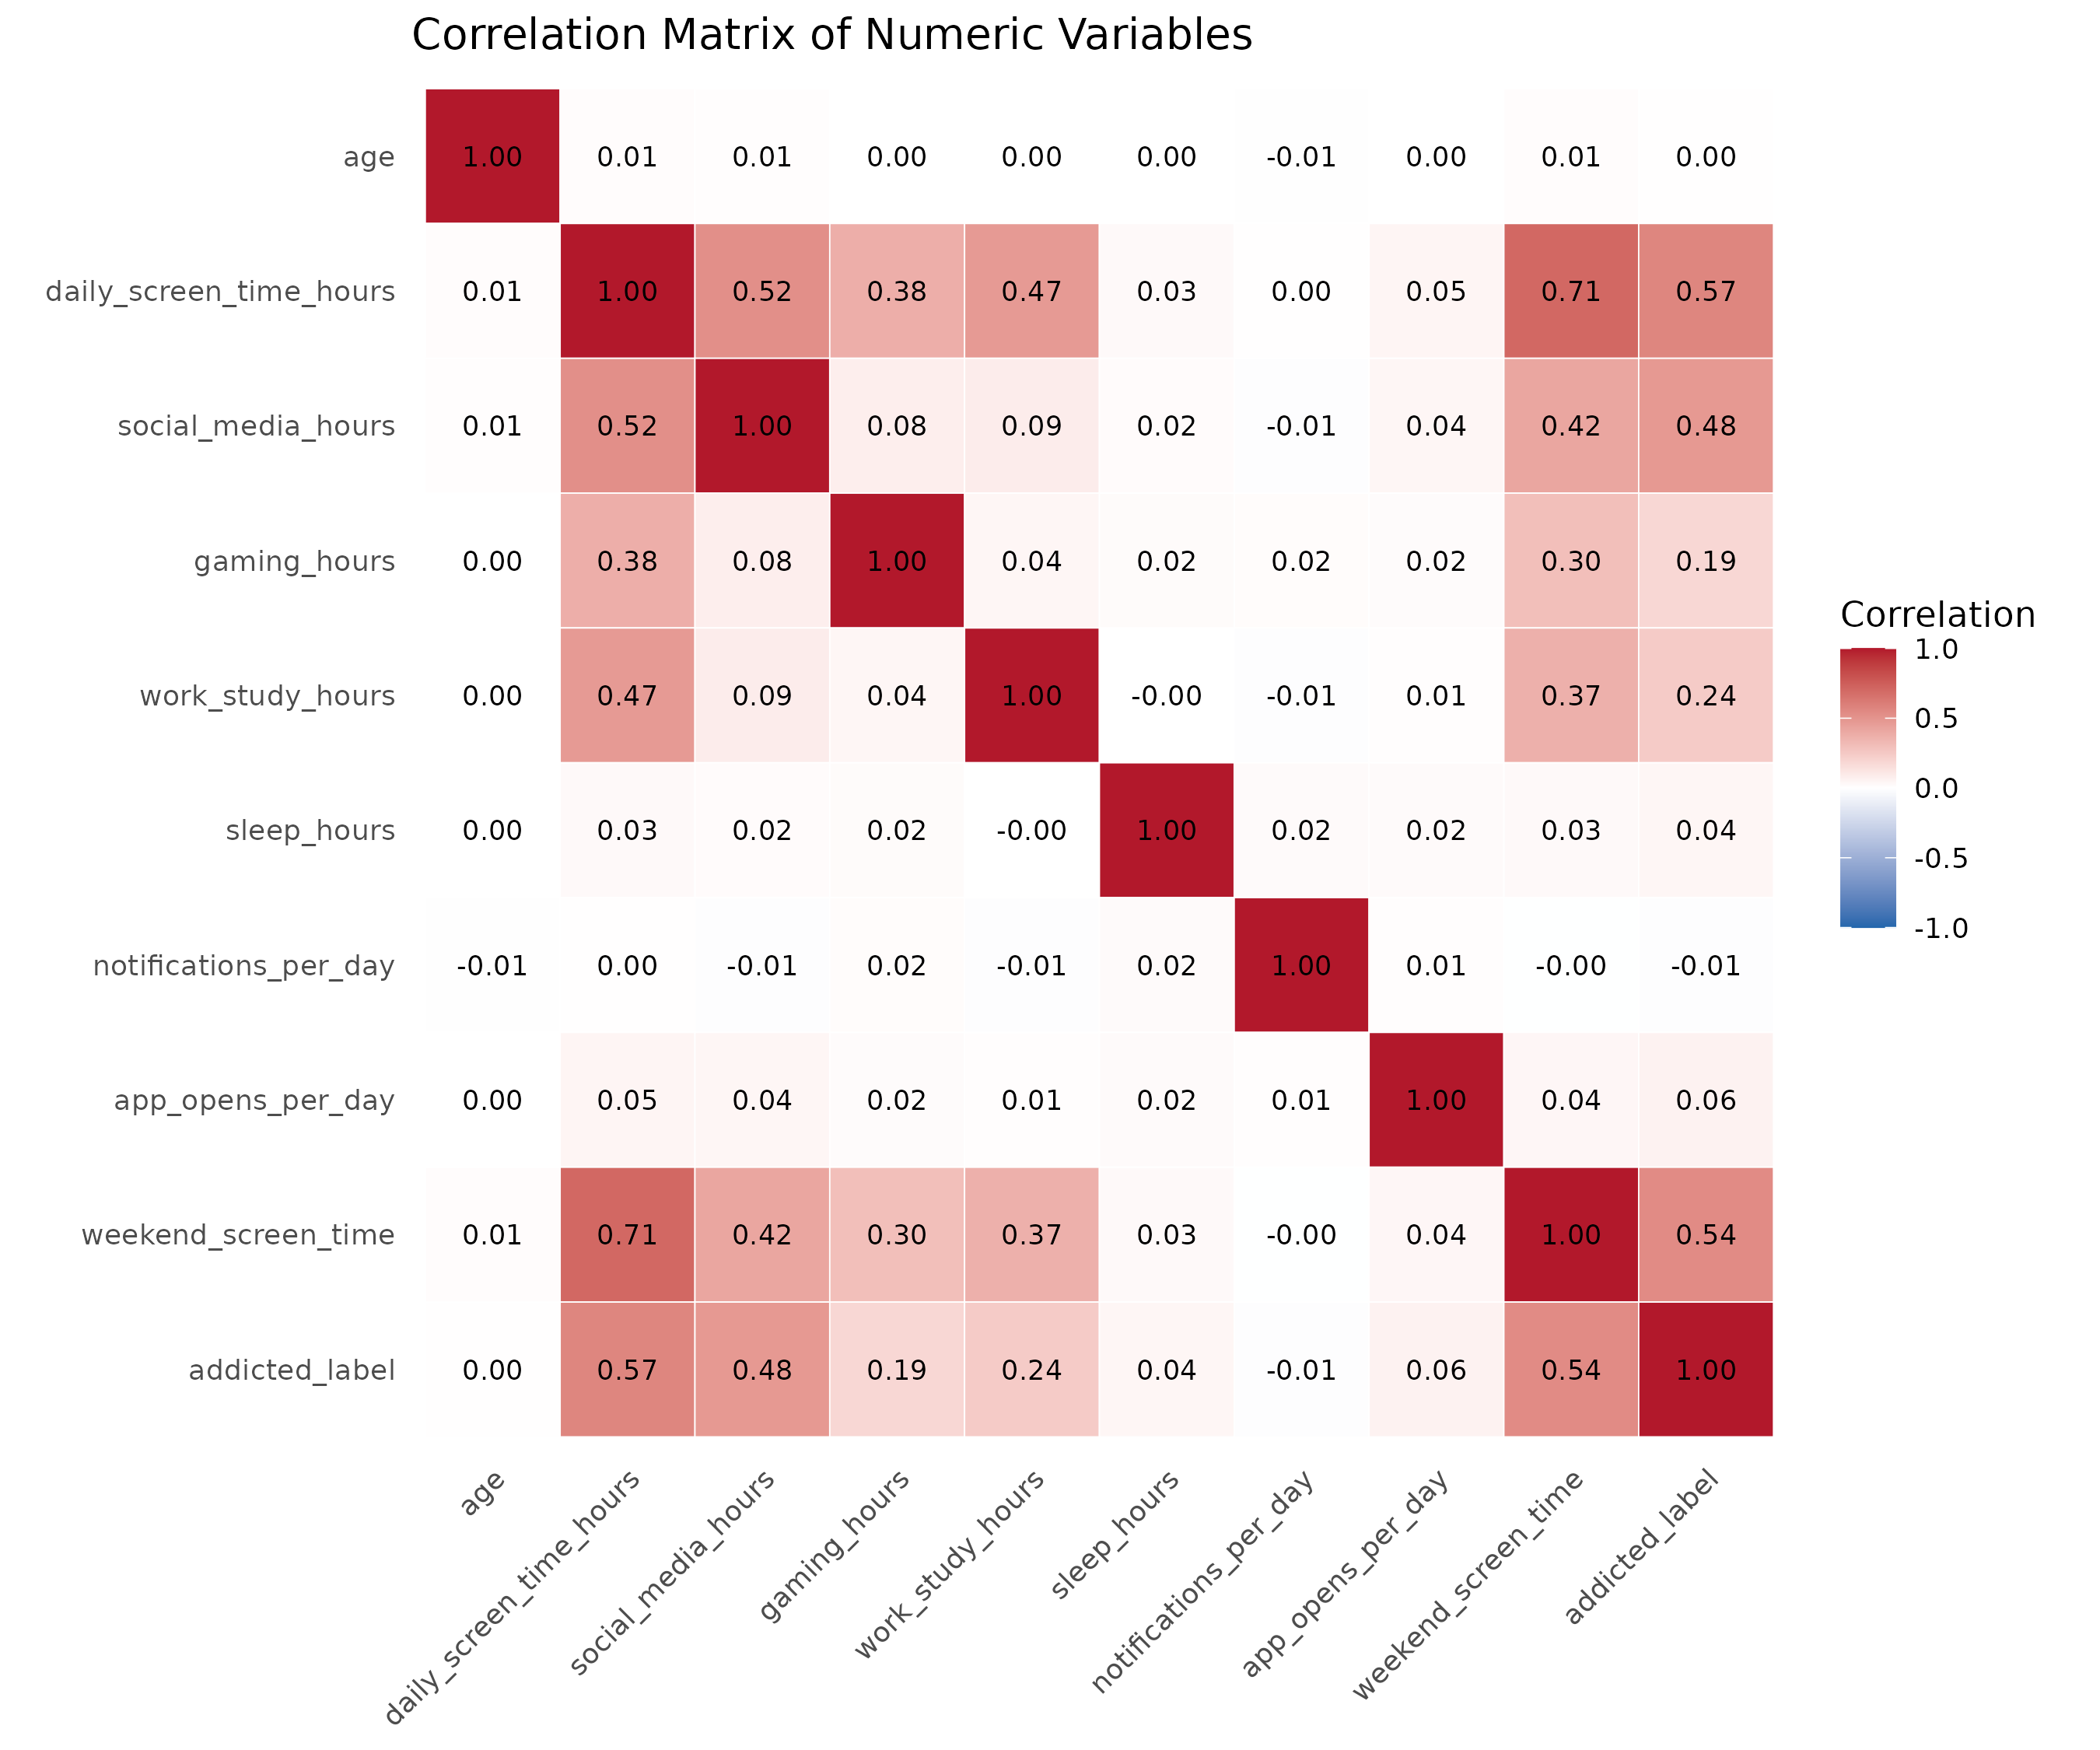 Correlation Matrix of Numeric Variables
age 1.00 0.01 0.01 0.00 0.00 0.00 -0.01 0.00 0.01 0.00
daily_screen_time_hours 0.01 1.00 0.52 0.38 0.47 0.03 0.00 0.05 0.71 0.57
social_media_hours 0.01 0.52 1.00 0.08 0.09 0.02 -0.01 0.04 0.42 0.48
gaming_hours 0.00 0.38 0.08 1.00 0.04 0.02 0.02 0.02 0.30 0.19
work_study_hours 0.00 0.47 0.09 0.04 1.00 -0.00 -0.01 0.01 0.37 0.24
sleep_hours 0.00 0.03 0.02 0.02 -0.00 1.00 0.02 0.02 0.03 0.04
notifications_per_day -0.01 0.00 -0.01 0.02 -0.01 0.02 1.00 0.01 -0.00 -0.01
app_opens_per_day 0.00 0.05 0.04 0.02 0.01 0.02 0.01 1.00 0.04 0.06
weekend_screen_time 0.01 0.71 0.42 0.30 0.37 0.03 -0.00 0.04 1.00 0.54
addicted_label 0.00 0.57 0.48 0.19 0.24 0.04 -0.01 0.06 0.54 1.00
age
daily_screen_time_hours
social_media_hours
gaming_hours
work_study_hours
sleep_hours
notifications_per_day
app_opens_per_day
weekend_screen_time
addicted_label
Correlation
1.0
0.5
0.0
-0.5
-1.0